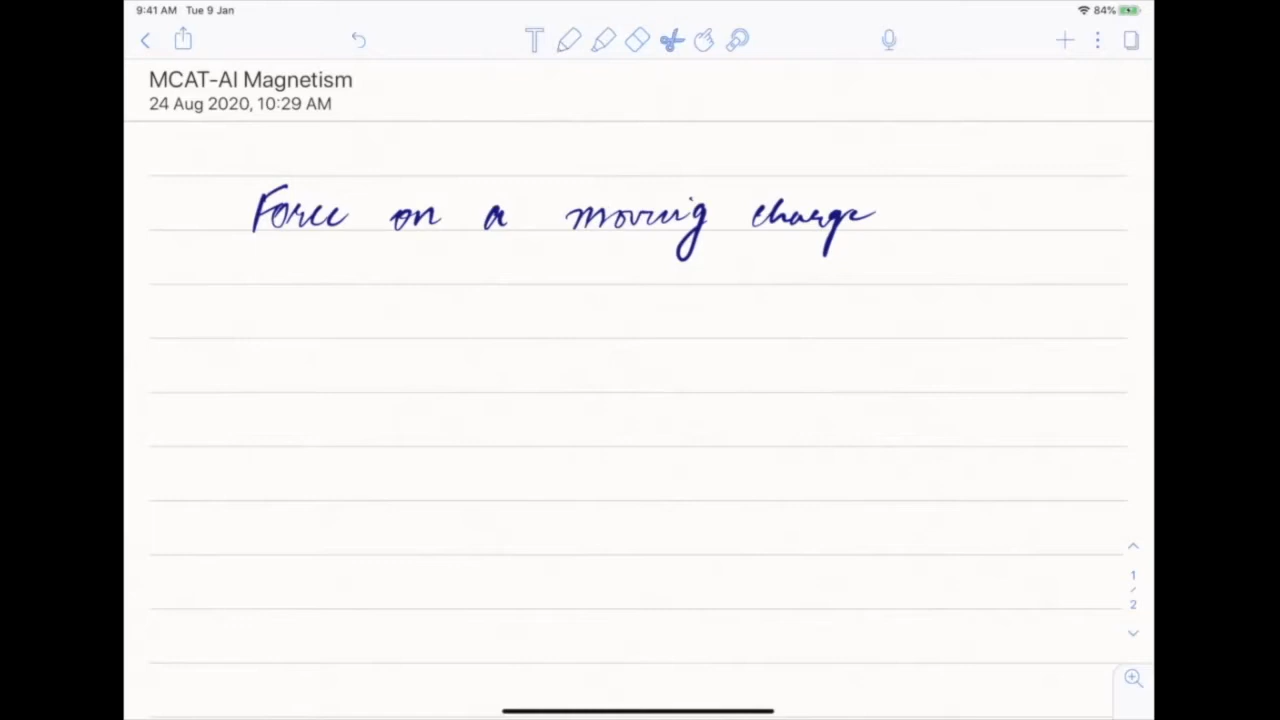 9:41 AM Tue 9 Jan 84%
MCAT-AI Magnetism
24 Aug 2020, 10:29 AM
Force on a moving charge
1
/
2